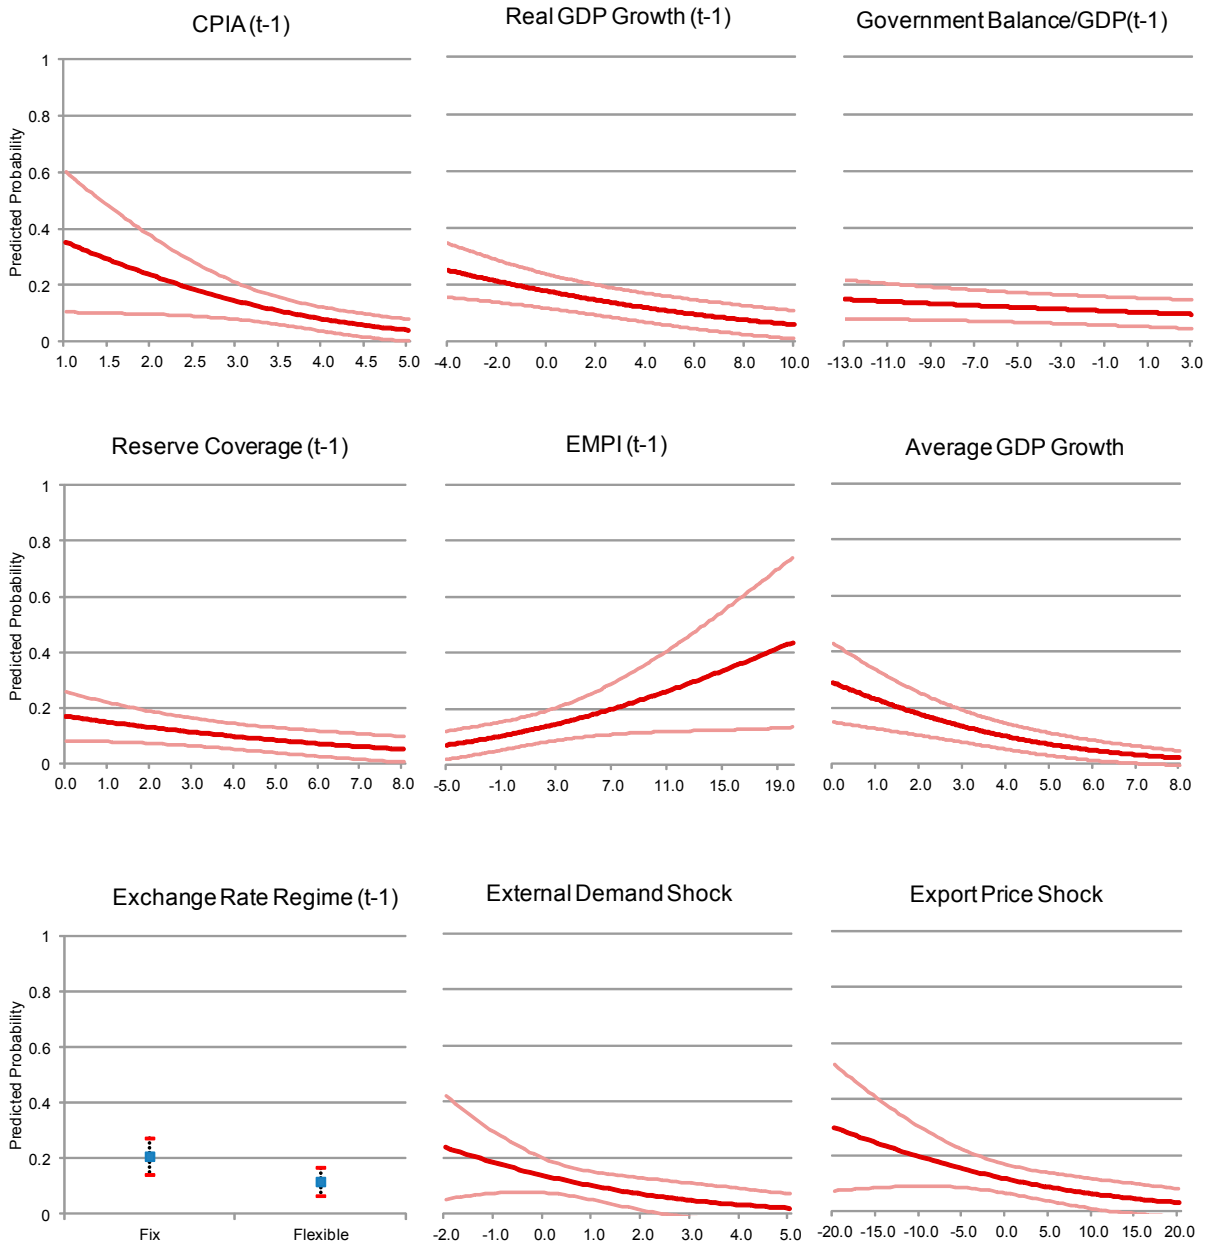 CPIA (t-1)
Real GDP Growth (t-1)
Government Balance/GDP(t-1)
Predicted Probability
1
0.8
0.6
0.4
0.2
0
1.0 1.5 2.0 2.5 3.0 3.5 4.0 4.5 5.0
-4.0 -2.0 0.0 2.0 4.0 6.0 8.0 10.0
-13.0 -11.0 -9.0 -7.0 -5.0 -3.0 -1.0 1.0 3.0
Reserve Coverage (t-1)
EMPI (t-1)
Average GDP Growth
Predicted Probability
1
0.8
0.6
0.4
0.2
0
0.0 1.0 2.0 3.0 4.0 5.0 6.0 7.0 8.0
-5.0 -1.0 3.0 7.0 11.0 15.0 19.0
0.0 1.0 2.0 3.0 4.0 5.0 6.0 7.0 8.0
Exchange Rate Regime (t-1)
External Demand Shock
Export Price Shock
Predicted Probability
1
0.8
0.6
0.4
0.2
0
Fix Flexible
-2.0 -1.0 0.0 1.0 2.0 3.0 4.0 5.0
-20.0 -15.0 -10.0 -5.0 0.0 5.0 10.0 15.0 20.0